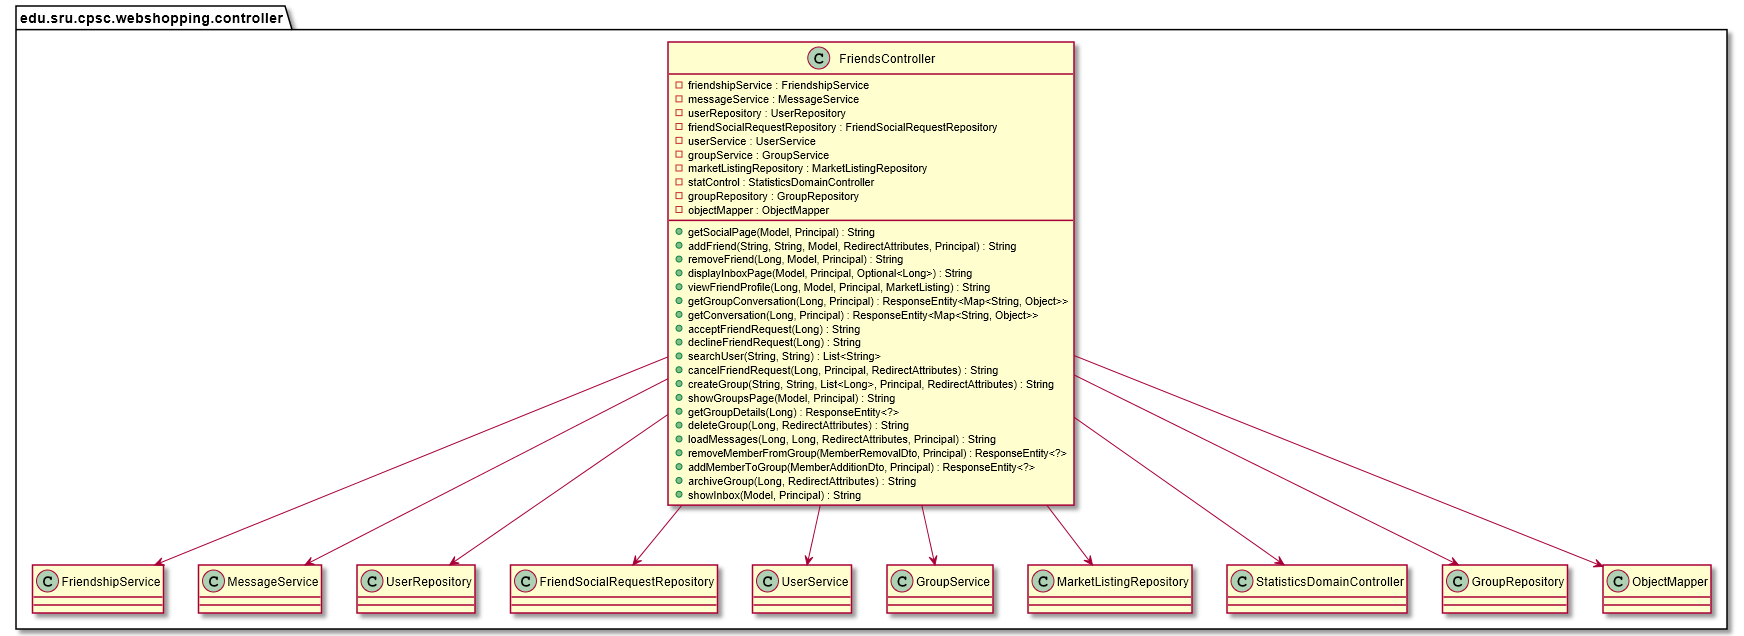 edu.sru.cpsc.webshopping.controller
C FriendsController
friendshipService : FriendshipService
messageService : MessageService
userRepository : UserRepository
friendSocialRequestRepository : FriendSocialRequestRepository
userService : UserService
groupService : GroupService
marketListingRepository : MarketListingRepository
statControl : StatisticsDomainController
groupRepository : GroupRepository
objectMapper : ObjectMapper
getSocialPage(Model, Principal) : String
addFriend(String, String, Model, RedirectAttributes, Principal) : String
removeFriend(Long, Model, Principal) : String
displayInboxPage(Model, Principal, Optional<Long>) : String
viewFriendProfile(Long, Model, Principal, MarketListing) : String
getGroupConversation(Long, Principal) : ResponseEntity<Map<String, Object>>
getConversation(Long, Principal) : ResponseEntity<Map<String, Object>>
acceptFriendRequest(Long) : String
declineFriendRequest(Long) : String
searchUser(String, String) : List<String>
cancelFriendRequest(Long, Principal, RedirectAttributes) : String
createGroup(String, String, List<Long>, Principal, RedirectAttributes) : String
showGroupsPage(Model, Principal) : String
getGroupDetails(Long) : ResponseEntity<?>
deleteGroup(Long, RedirectAttributes) : String
loadMessages(Long, Long, RedirectAttributes, Principal) : String
removeMemberFromGroup(MemberRemovalDto, Principal) : ResponseEntity<?>
addMemberToGroup(MemberAdditionDto, Principal) : ResponseEntity<?>
archiveGroup(Long, RedirectAttributes) : String
showInbox(Model, Principal) : String
C FriendshipService
C MessageService
C UserRepository
C FriendSocialRequestRepository
C UserService
C GroupService
C MarketListingRepository
C StatisticsDomainController
C GroupRepository
C ObjectMapper